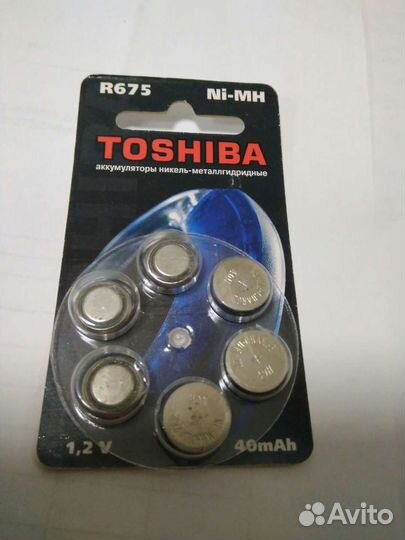 R675 Ni-MH
TOSHIBA
аккумуляторы никель-металлгидридные
1,2 V 40mAh
Avito